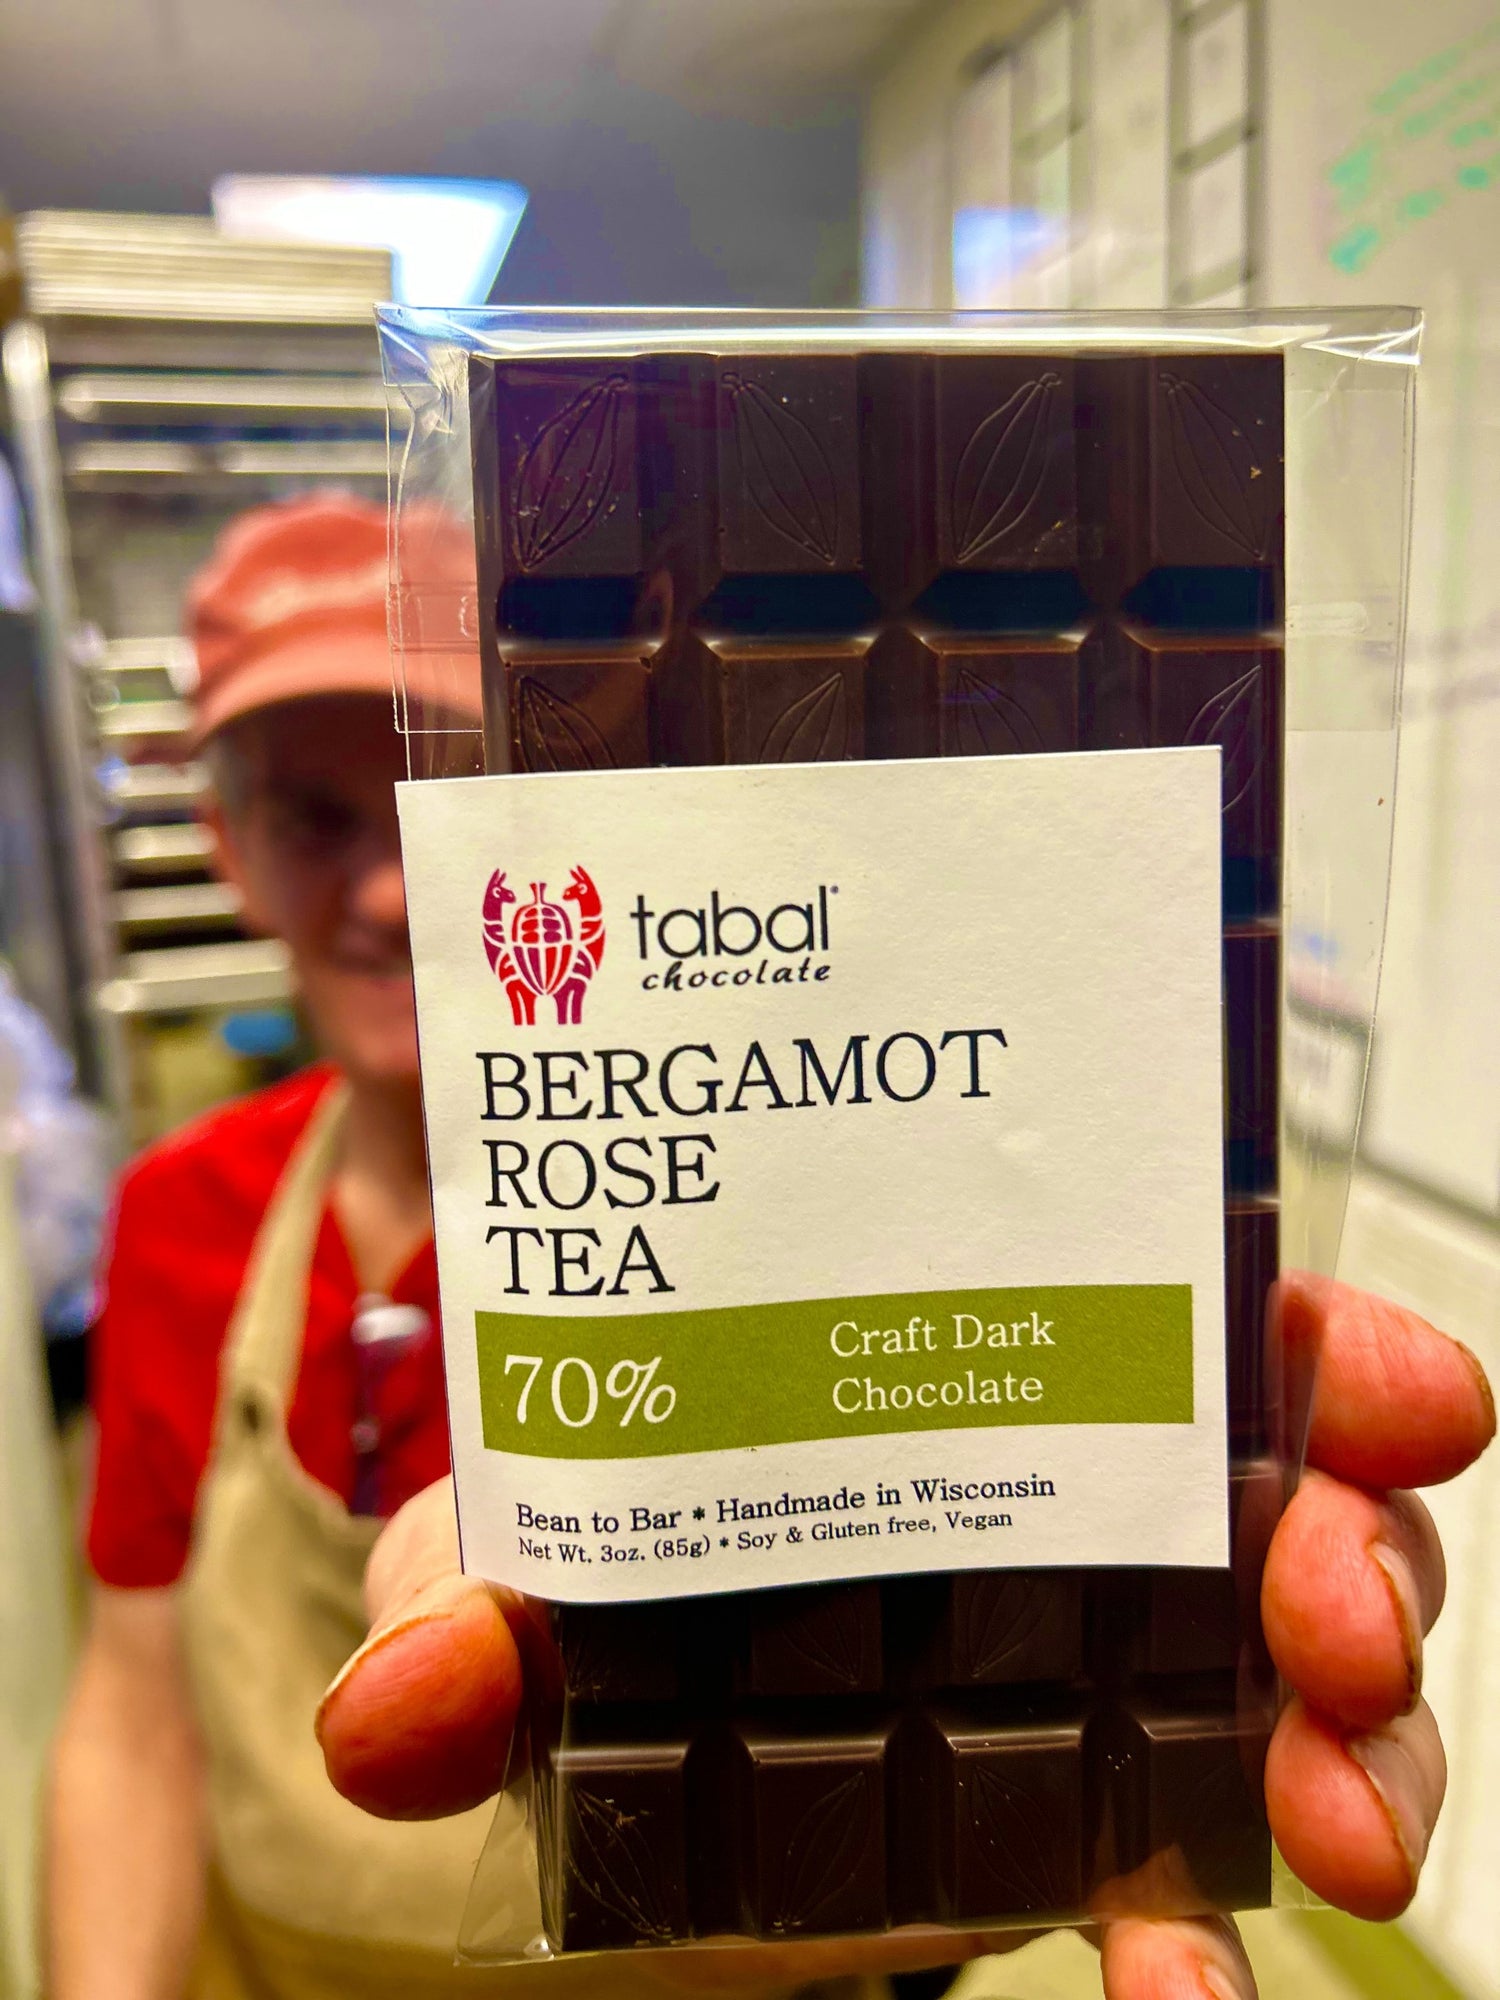 tabal
chocolate
BERGAMOT
ROSE
TEA
70%
Craft Dark
Chocolate
Bean to Bar * Handmade in Wisconsin
Net Wt. 3oz. (85g) * Soy & Gluten free, Vegan